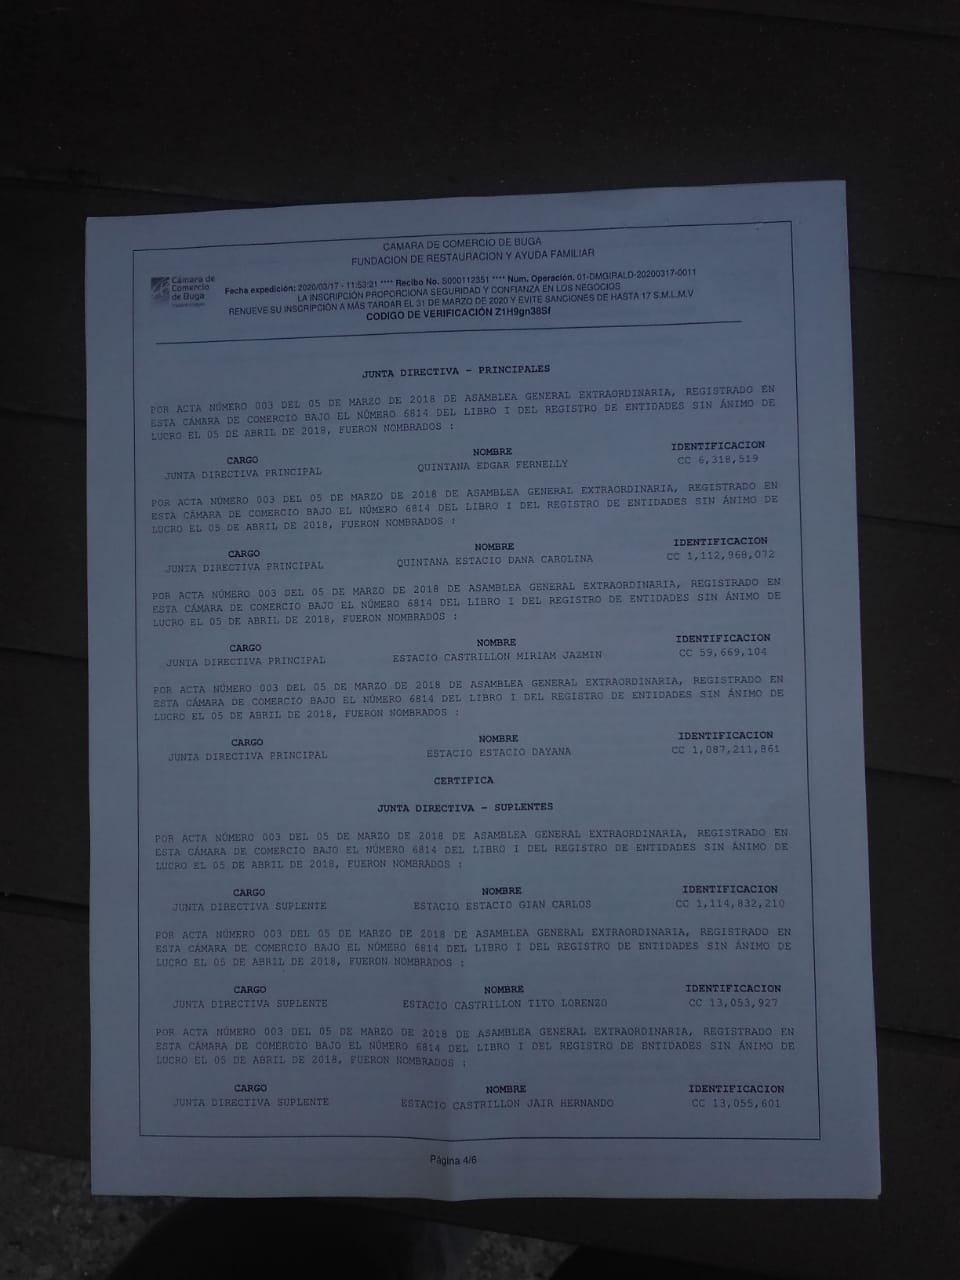 CAMARA DE COMERCIO DE BUGA
FUNDACION DE RESTAURACION Y AYUDA FAMILIAR
Cámara de
Comercio
de Buga
Fecha expedición: 2020/03/17 - 11:53:21 **** Recibo No. S000112351 **** Num. Operación. 01-DMGIRALD-20200317-0011
LA INSCRIPCIÓN PROPORCIONA SEGURIDAD Y CONFIANZA EN LOS NEGOCIOS
RENUEVE SU INSCRIPCIÓN A MÁS TARDAR EL 31 DE MARZO DE 2020 Y EVITE SANCIONES DE HASTA 17 S.M.L.M.V
CODIGO DE VERIFICACIÓN Z1H9gn38Sf
JUNTA DIRECTIVA - PRINCIPALES
POR ACTA NÚMERO 003 DEL 05 DE MARZO DE 2018 DE ASAMBLEA GENERAL EXTRAORDINARIA, REGISTRADO EN
ESTA CÁMARA DE COMERCIO BAJO EL NÚMERO 6814 DEL LIBRO I DEL REGISTRO DE ENTIDADES SIN ÁNIMO DE
LUCRO EL 05 DE ABRIL DE 2018, FUERON NOMBRADOS :
CARGO NOMBRE IDENTIFICACION
JUNTA DIRECTIVA PRINCIPAL QUINTANA EDGAR FERNELLY CC 6,318,519
POR ACTA NÚMERO 003 DEL 05 DE MARZO DE 2018 DE ASAMBLEA GENERAL EXTRAORDINARIA, REGISTRADO EN
ESTA CÁMARA DE COMERCIO BAJO EL NÚMERO 6814 DEL LIBRO I DEL REGISTRO DE ENTIDADES SIN ÁNIMO DE
LUCRO EL 05 DE ABRIL DE 2018, FUERON NOMBRADOS :
CARGO NOMBRE IDENTIFICACION
JUNTA DIRECTIVA PRINCIPAL QUINTANA ESTACIO DANA CAROLINA CC 1,112,968,072
POR ACTA NÚMERO 003 DEL 05 DE MARZO DE 2018 DE ASAMBLEA GENERAL EXTRAORDINARIA, REGISTRADO EN
ESTA CÁMARA DE COMERCIO BAJO EL NÚMERO 6814 DEL LIBRO I DEL REGISTRO DE ENTIDADES SIN ÁNIMO DE
LUCRO EL 05 DE ABRIL DE 2018, FUERON NOMBRADOS :
CARGO NOMBRE IDENTIFICACION
JUNTA DIRECTIVA PRINCIPAL ESTACIO CASTRILLON MIRIAM JAZMIN CC 59,669,104
POR ACTA NÚMERO 003 DEL 05 DE MARZO DE 2018 DE ASAMBLEA GENERAL EXTRAORDINARIA, REGISTRADO EN
ESTA CÁMARA DE COMERCIO BAJO EL NÚMERO 6814 DEL LIBRO I DEL REGISTRO DE ENTIDADES SIN ÁNIMO DE
LUCRO EL 05 DE ABRIL DE 2018, FUERON NOMBRADOS :
CARGO NOMBRE IDENTIFICACION
JUNTA DIRECTIVA PRINCIPAL ESTACIO ESTACIO DAYANA CC 1,087,211,861
CERTIFICA
JUNTA DIRECTIVA - SUPLENTES
POR ACTA NÚMERO 003 DEL 05 DE MARZO DE 2018 DE ASAMBLEA GENERAL EXTRAORDINARIA, REGISTRADO EN
ESTA CÁMARA DE COMERCIO BAJO EL NÚMERO 6814 DEL LIBRO I DEL REGISTRO DE ENTIDADES SIN ÁNIMO DE
LUCRO EL 05 DE ABRIL DE 2018, FUERON NOMBRADOS :
CARGO NOMBRE IDENTIFICACION
JUNTA DIRECTIVA SUPLENTE ESTACIO ESTACIO GIAN CARLOS CC 1,114,832,210
POR ACTA NÚMERO 003 DEL 05 DE MARZO DE 2018 DE ASAMBLEA GENERAL EXTRAORDINARIA, REGISTRADO EN
ESTA CÁMARA DE COMERCIO BAJO EL NÚMERO 6814 DEL LIBRO I DEL REGISTRO DE ENTIDADES SIN ÁNIMO DE
LUCRO EL 05 DE ABRIL DE 2018, FUERON NOMBRADOS :
CARGO NOMBRE IDENTIFICACION
JUNTA DIRECTIVA SUPLENTE ESTACIO CASTRILLON TITO LORENZO CC 13,053,927
POR ACTA NÚMERO 003 DEL 05 DE MARZO DE 2018 DE ASAMBLEA GENERAL EXTRAORDINARIA, REGISTRADO EN
ESTA CÁMARA DE COMERCIO BAJO EL NÚMERO 6814 DEL LIBRO I DEL REGISTRO DE ENTIDADES SIN ÁNIMO DE
LUCRO EL 05 DE ABRIL DE 2018, FUERON NOMBRADOS :
CARGO NOMBRE IDENTIFICACION
JUNTA DIRECTIVA SUPLENTE ESTACIO CASTRILLON JAIR HERNANDO CC 13,055,601
Página 4/6